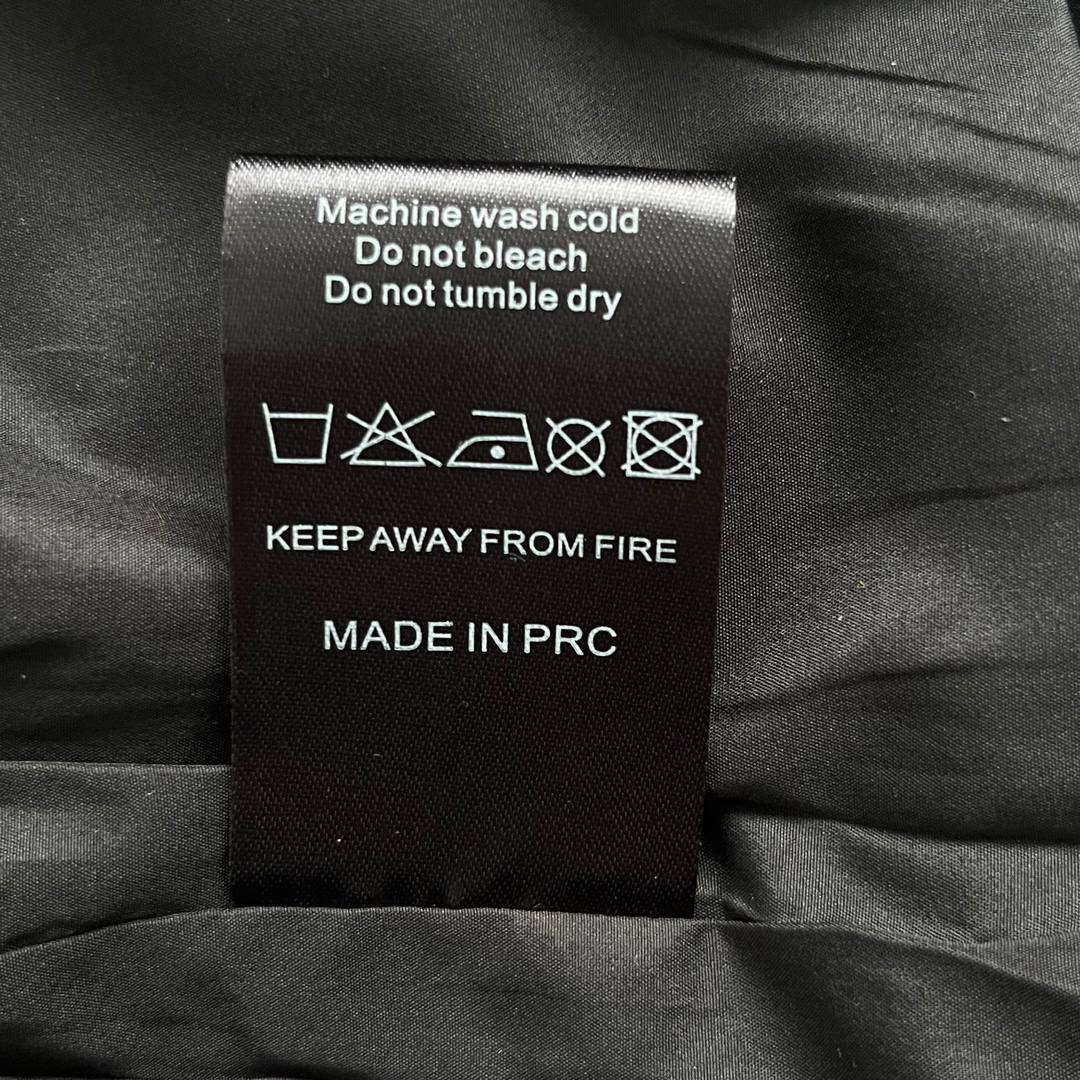 Machine wash cold
Do not bleach
Do not tumble dry
KEEP AWAY FROM FIRE
MADE IN PRC